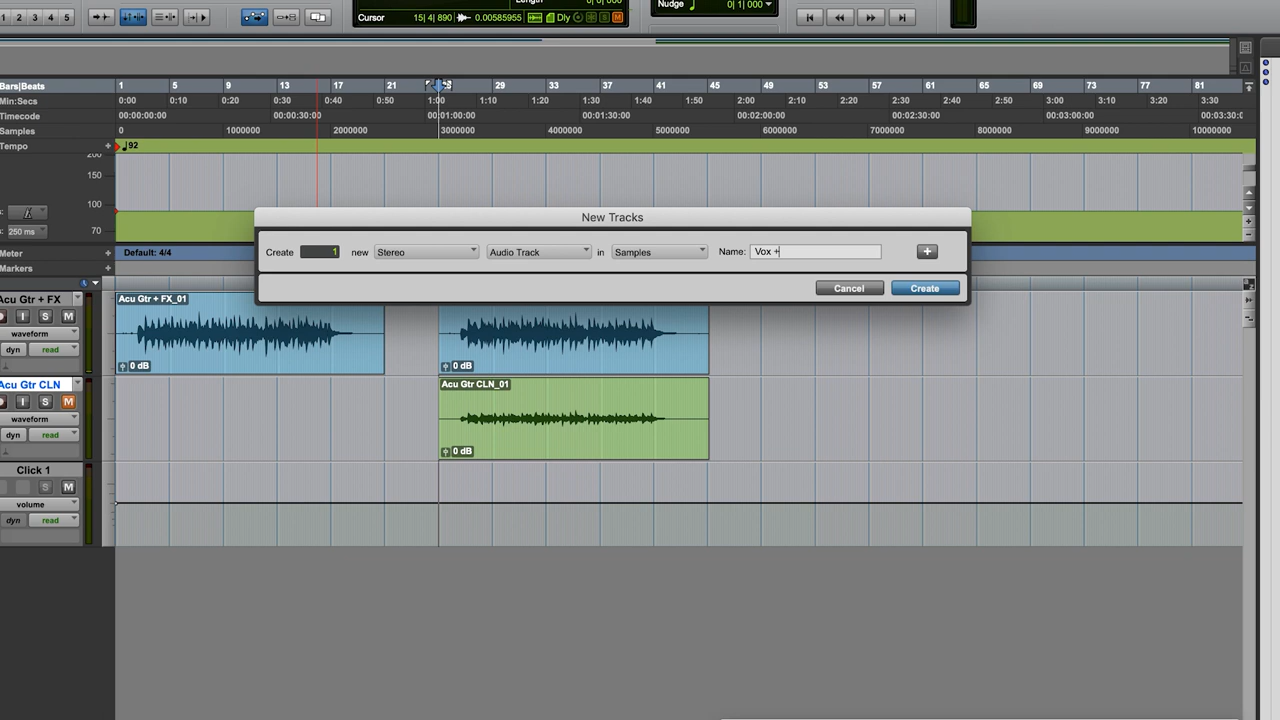 Length
1 2 3 4
Cursor 15| 4| 890 0.00585955 Dly S M
Nudge 0| 1| 000
Bars|Beats 1 5 9 13 17 21 29 33 37 41 45 49 53 57 61 65 69 73 77 81
Min:Secs 0:00 0:10 0:20 0:30 0:40 0:50 1:00 1:10 1:20 1:30 1:40 1:50 2:00 2:10 2:20 2:30 2:40 2:50 3:00 3:10 3:20 3:30
Timecode 00:00:00:00 00:00:30:00 00:01:00:00 00:01:30:00 00:02:00:00 00:02:30:00 00:03:00:00 00:03:30:0
Samples 0 1000000 2000000 3000000 4000000 5000000 6000000 7000000 8000000 9000000 10000000
Tempo + 92
200
150
100
250 ms
70
New Tracks
Create 1 new Stereo Audio Track in Samples Name: Vox +
Cancel Create
Meter + Default: 4/4
Markers +
Acu Gtr + FX
I S M
waveform
dyn read
Acu Gtr + FX_01
0 dB
0 dB
Acu Gtr CLN
I S M
waveform
dyn read
Acu Gtr CLN_01
0 dB
Click 1
S M
volume
dyn read